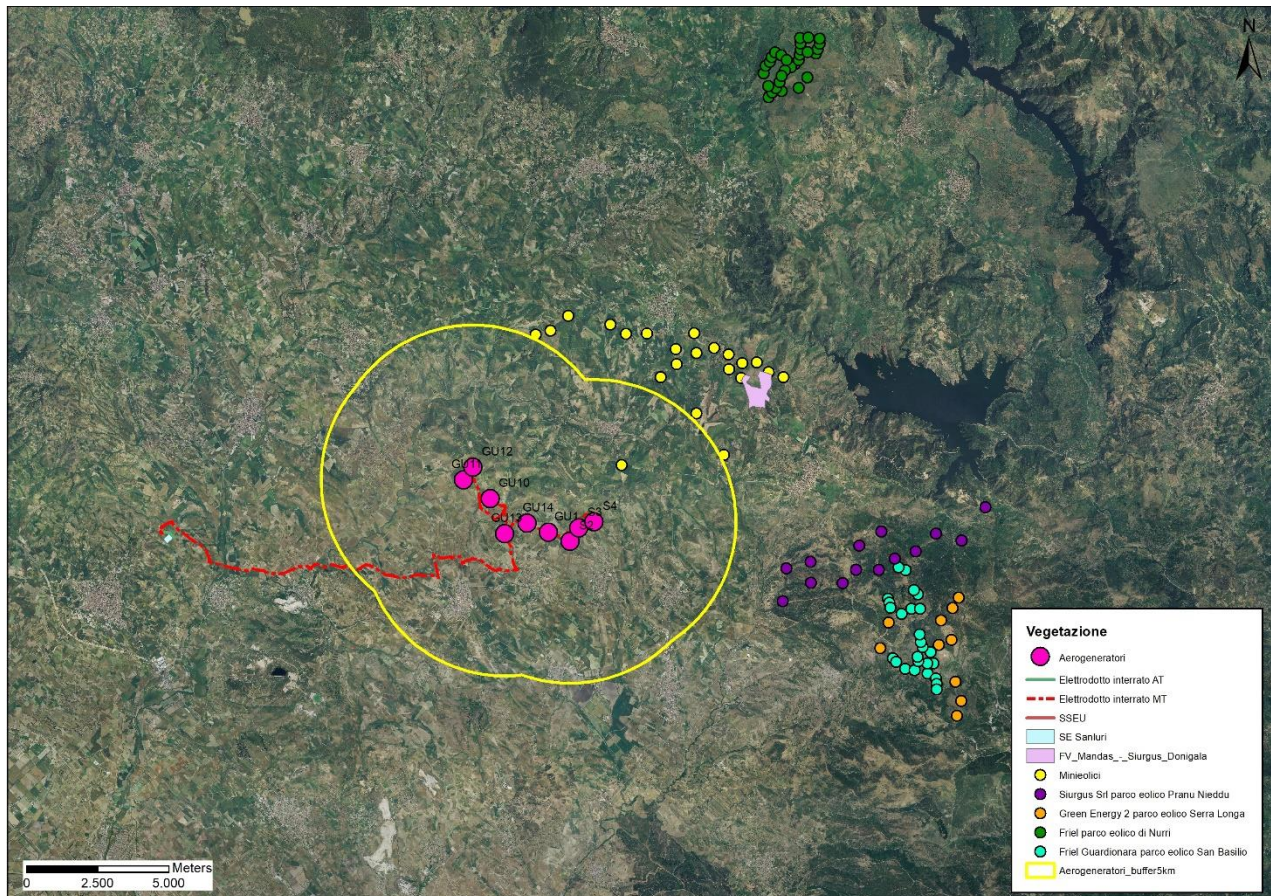 N
GU12
GU11
GU10
GU14
GU13
GU1
S4
S3
S2
Vegetazione
Aerogeneratori
Elettrodotto interrato AT
Elettrodotto interrato MT
SSEU
SE Sanluri
FV_Mandas_-_Siurgus_Donigala
Minieolici
Siurgus Srl parco eolico Pranu Nieddu
Green Energy 2 parco eolico Serra Longa
Friel parco eolico di Nurri
Friel Guardionara parco eolico San Basilio
Aerogeneratori_buffer5km
Meters
0 2.500 5.000